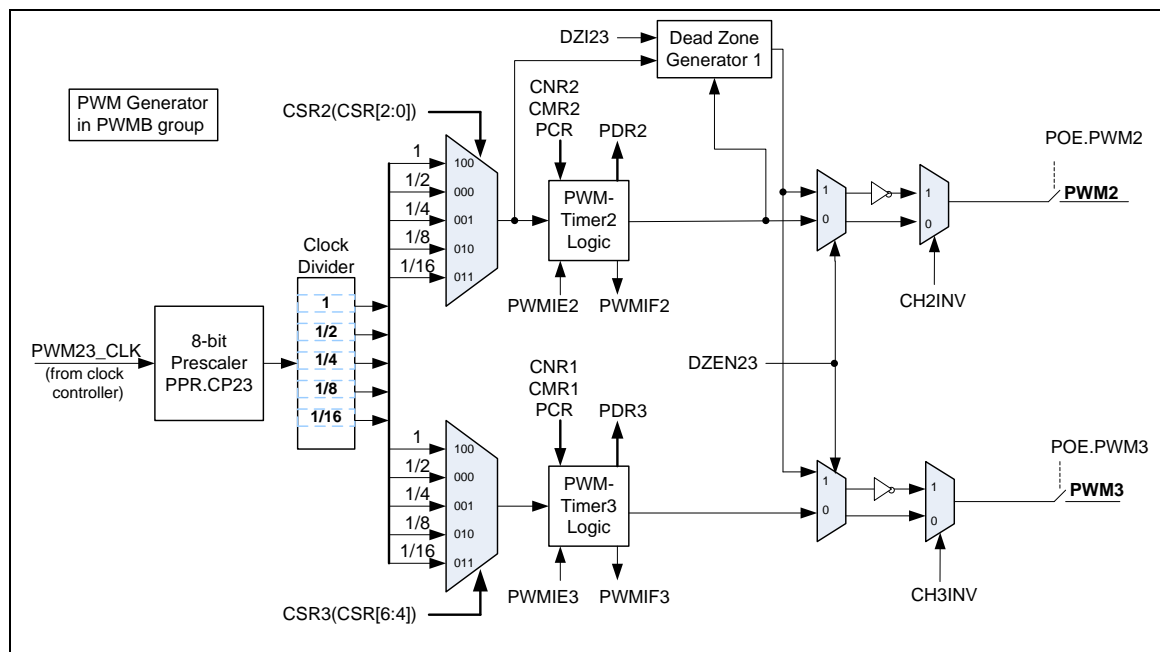 PWM Generator
in PWMB group
DZI23
Dead Zone
Generator 1
CSR2(CSR[2:0])
CNR2
CMR2
PCR
PDR2
1
1/2
1/4
1/8
1/16
100
000
001
010
011
PWM-
Timer2
Logic
PWMIE2
PWMIF2
1
0
1
0
POE.PWM2
PWM2
CH2INV
Clock
Divider
1
1/2
1/4
1/8
1/16
PWM23_CLK
(from clock
controller)
8-bit
Prescaler
PPR.CP23
DZEN23
CNR1
CMR1
PCR
PDR3
1
1/2
1/4
1/8
1/16
100
000
001
010
011
PWM-
Timer3
Logic
PWMIE3
PWMIF3
CSR3(CSR[6:4])
1
0
1
0
POE.PWM3
PWM3
CH3INV